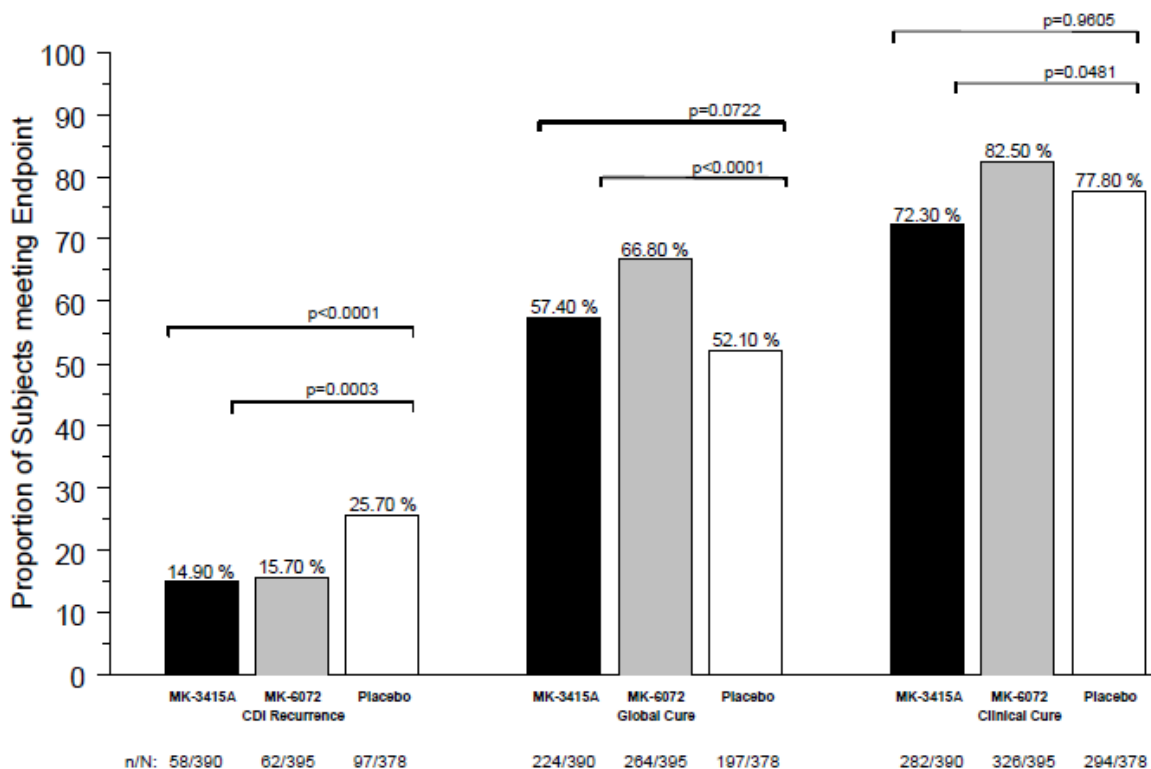 Proportion of Subjects meeting Endpoint
100
90
80
70
60
50
40
30
20
10
0
p<0.0001
p=0.0003
14.90 %
15.70 %
25.70 %
p=0.0722
p<0.0001
57.40 %
66.80 %
52.10 %
p=0.9605
p=0.0481
72.30 %
82.50 %
77.80 %
MK-3415A MK-6072 Placebo
CDI Recurrence
MK-3415A MK-6072 Placebo
Global Cure
MK-3415A MK-6072 Placebo
Clinical Cure
n/N: 58/390 62/395 97/378 224/390 264/395 197/378 282/390 326/395 294/378